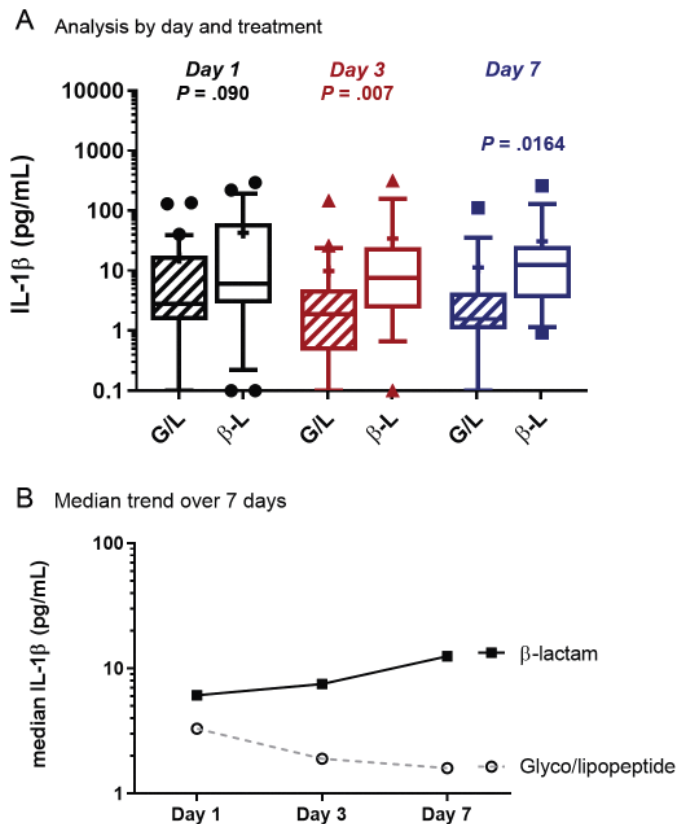 A Analysis by day and treatment
Day 1 Day 3 Day 7
P = .090 P = .007
P = .0164
10000
1000
100
10
1
0.1
IL-1β (pg/mL)
G/L β-L G/L β-L G/L β-L
B Median trend over 7 days
100
10
1
median IL-1β (pg/mL)
β-lactam
Glyco/lipopeptide
Day 1 Day 3 Day 7